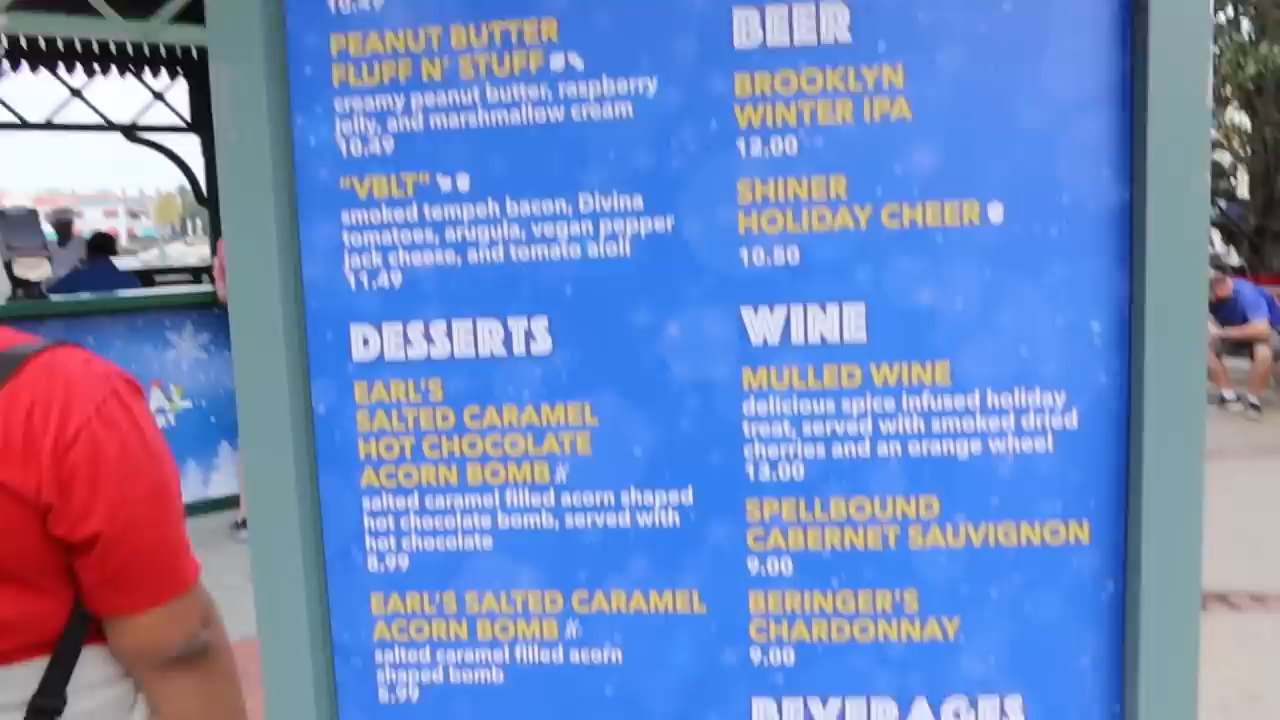 10.49
PEANUT BUTTER
FLUFF N' STUFF
creamy peanut butter, raspberry
jelly, and marshmallow cream
10.49
"VBLT"
smoked tempeh bacon, Divina
tomatoes, arugula, vegan pepper
jack cheese, and tomato aioli
11.49
DESSERTS
EARL'S
SALTED CARAMEL
HOT CHOCOLATE
ACORN BOMB
salted caramel filled acorn shaped
hot chocolate bomb, served with
hot chocolate
8.99
EARL'S SALTED CARAMEL
ACORN BOMB
salted caramel filled acorn
shaped bomb
BEER
BROOKLYN
WINTER IPA
12.00
SHINER
HOLIDAY CHEER
10.50
WINE
MULLED WINE
delicious spice infused holiday
treat, served with smoked dried
cherries and an orange wheel
13.00
SPELLBOUND
CABERNET SAUVIGNON
9.00
BERINGER'S
CHARDONNAY
9.00
BEVERAGES